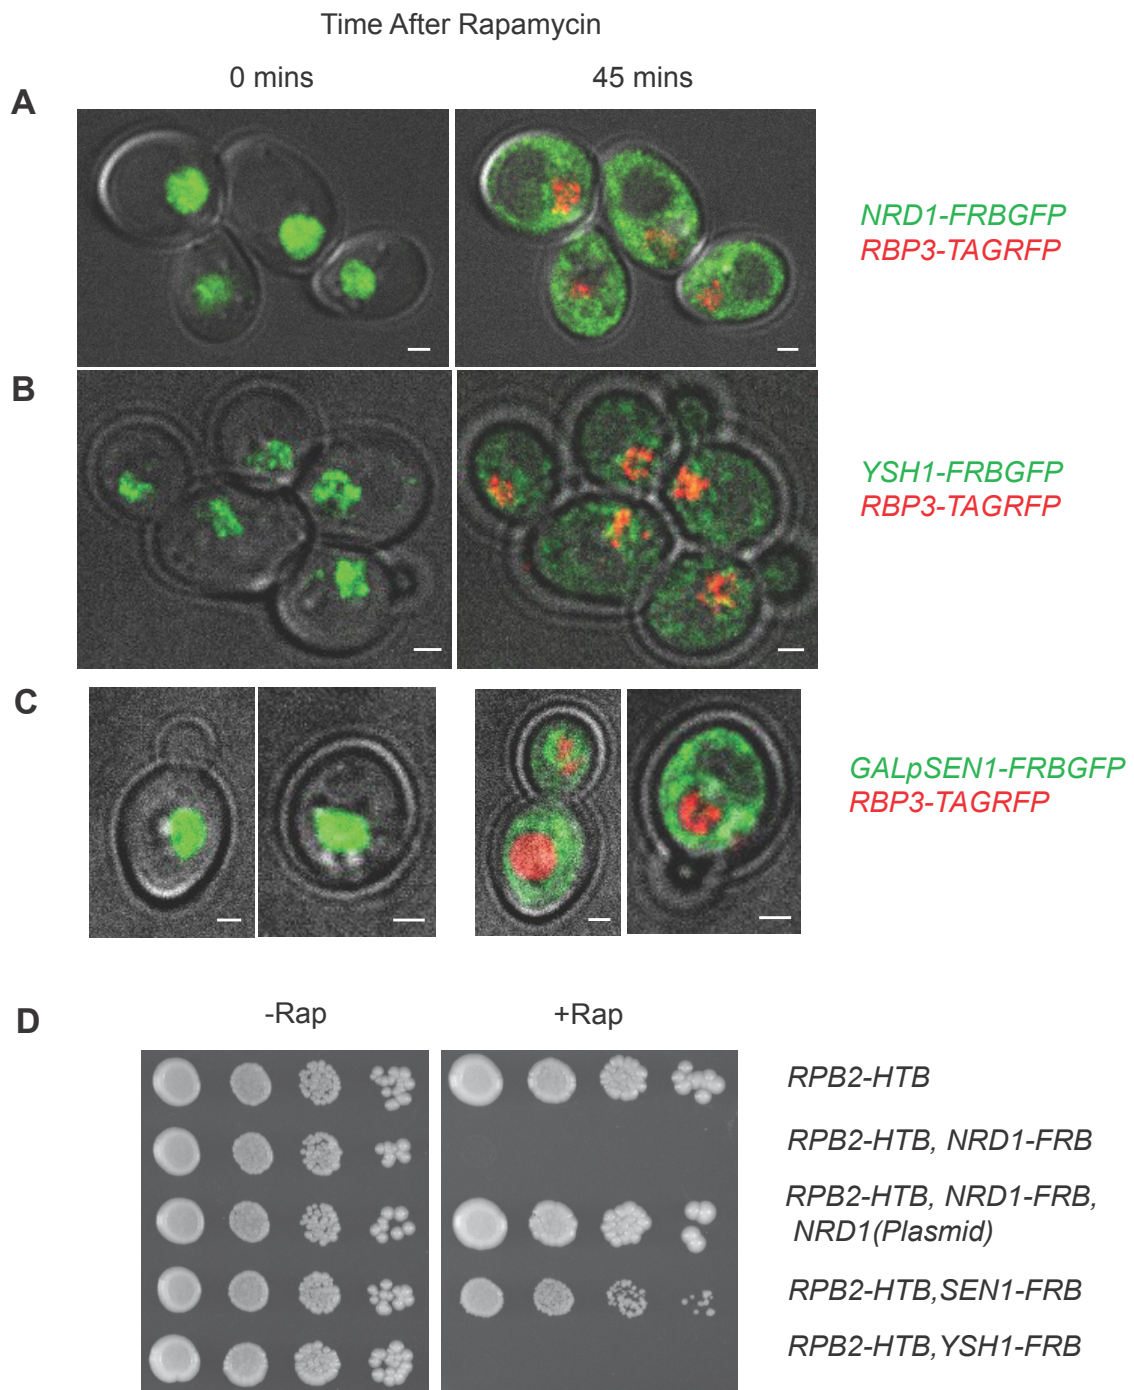 Time After Rapamycin
0 mins
45 mins
A
NRD1-FRBGFP
RBP3-TAGRFP
B
YSH1-FRBGFP
RBP3-TAGRFP
C
GALpSEN1-FRBGFP
RBP3-TAGRFP
D
-Rap
+Rap
RPB2-HTB
RPB2-HTB, NRD1-FRB
RPB2-HTB, NRD1-FRB,
NRD1(Plasmid)
RPB2-HTB,SEN1-FRB
RPB2-HTB,YSH1-FRB